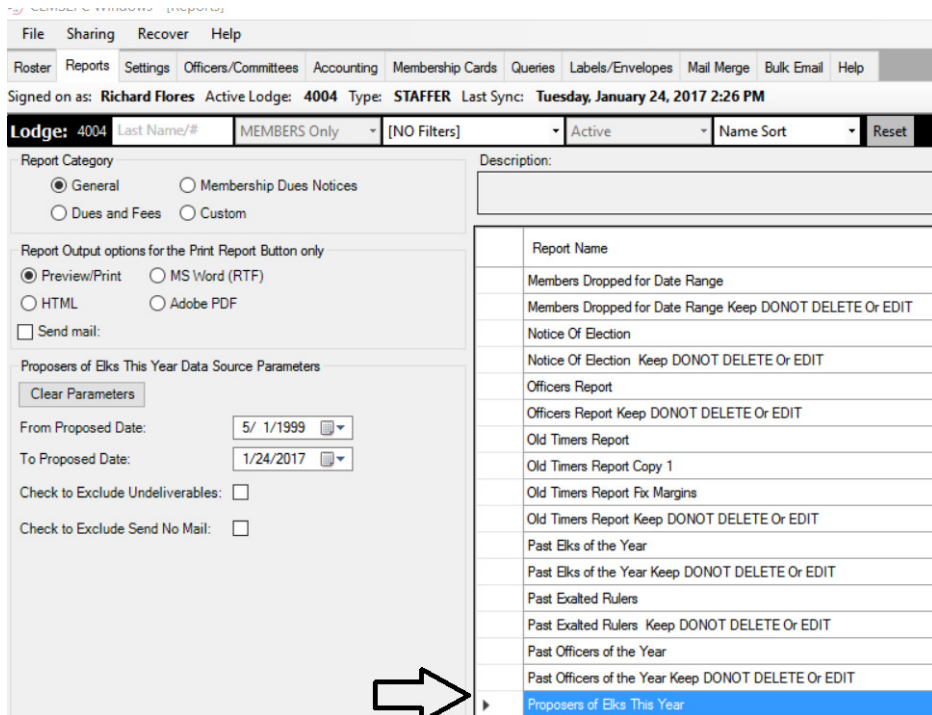 File Sharing Recover Help
Roster Reports Settings Officers/Committees Accounting Membership Cards Queries Labels/Envelopes Mail Merge Bulk Email Help
Signed on as: Richard Flores Active Lodge: 4004 Type: STAFFER Last Sync: Tuesday, January 24, 2017 2:26 PM
Lodge: 4004 Last Name/# MEMBERS Only [NO Filters] Active Name Sort Reset
Report Category
General Membership Dues Notices
Dues and Fees Custom
Report Output options for the Print Report Button only
Preview/Print MS Word (RTF)
HTML Adobe PDF
Send mail:
Proposers of Elks This Year Data Source Parameters
Clear Parameters
From Proposed Date: 5/ 1/1999
To Proposed Date: 1/24/2017
Check to Exclude Undeliverables:
Check to Exclude Send No Mail:
Description:
Report Name
Members Dropped for Date Range
Members Dropped for Date Range Keep DONOT DELETE Or EDIT
Notice Of Election
Notice Of Election Keep DONOT DELETE Or EDIT
Officers Report
Officers Report Keep DONOT DELETE Or EDIT
Old Timers Report
Old Timers Report Copy 1
Old Timers Report Fix Margins
Old Timers Report Keep DONOT DELETE Or EDIT
Past Elks of the Year
Past Elks of the Year Keep DONOT DELETE Or EDIT
Past Exalted Rulers
Past Exalted Rulers Keep DONOT DELETE Or EDIT
Past Officers of the Year
Past Officers of the Year Keep DONOT DELETE Or EDIT
Proposers of Elks This Year